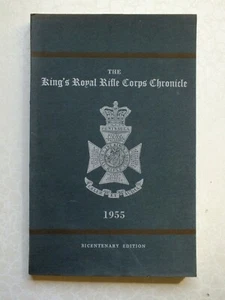 THE
King's Royal Rifle Corps Chronicle
1955
BICENTENARY EDITION